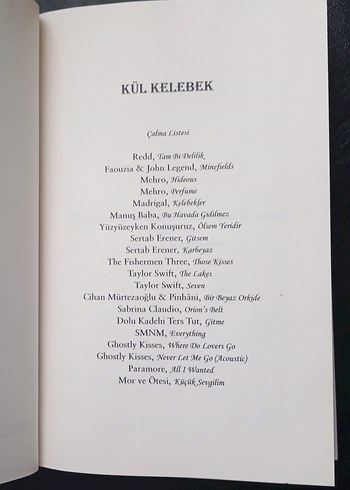 KÜL KELEBEK
Çalma Listesi
Redd, Tam Bi Delilik
Faouzia & John Legend, Minefields
Mehro, Hideous
Mehro, Perfume
Madrigal, Kelebekler
Manuş Baba, Bu Havada Gidilmez
Yüzyüzeyken Konuşuruz, Ölsem Yeridir
Sertab Erener, Gitsem
Sertab Erener, Karbeyaz
The Fishermen Three, Those Kisses
Taylor Swift, The Lakes
Taylor Swift, Seven
Cihan Mürtezaoğlu & Pinhâni, Bir Beyaz Orkide
Sabrina Claudio, Orion's Belt
Dolu Kadehi Ters Tut, Gitme
SMNM, Everything
Ghostly Kisses, Where Do Lovers Go
Ghostly Kisses, Never Let Me Go (Acoustic)
Paramore, All I Wanted
Mor ve Ötesi, Küçük Sevgilim